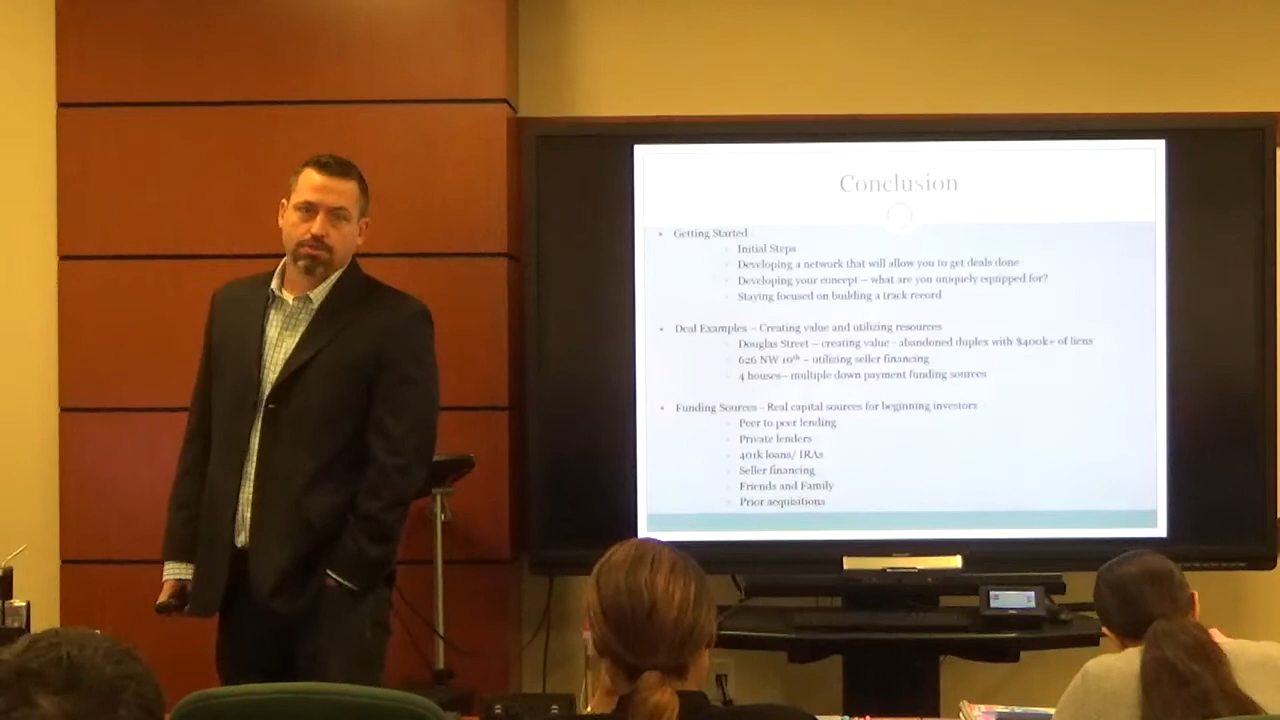 Conclusion
Getting Started
Initial Steps
Developing a network that will allow you to get deals done
Developing your concept – what are you uniquely equipped for?
Staying focused on building a track record
Deal Examples – Creating value and utilizing resources
Douglas Street – creating value - abandoned duplex with $400k+ of liens
626 NW 10th – utilizing seller financing
4 houses– multiple down payment funding sources
Funding Sources – Real capital sources for beginning investors
Peer to peer lending
Private lenders
401k loans/ IRAs
Seller financing
Friends and Family
Prior acquisitions